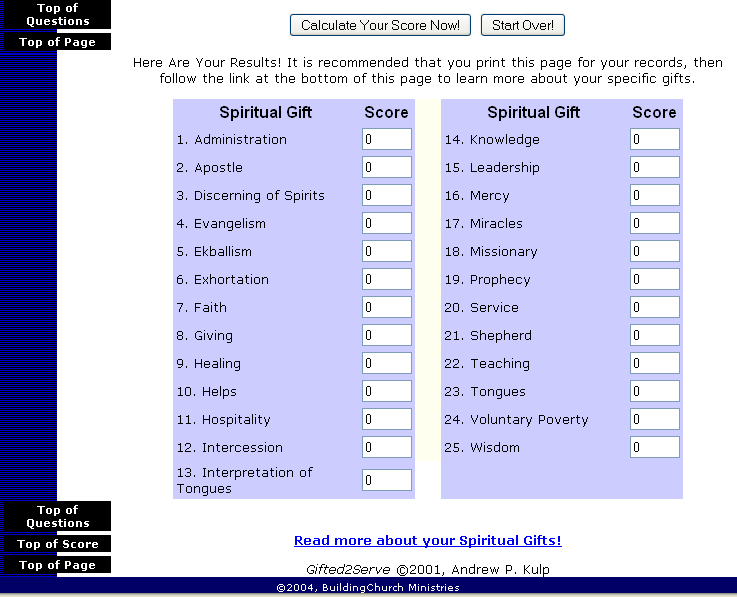 Top of
Questions
Top of Page
Calculate Your Score Now!
Start Over!
Here Are Your Results! It is recommended that you print this page for your records, then
follow the link at the bottom of this page to learn more about your specific gifts.
Spiritual Gift Score
1. Administration 0
2. Apostle 0
3. Discerning of Spirits 0
4. Evangelism 0
5. Ekballism 0
6. Exhortation 0
7. Faith 0
8. Giving 0
9. Healing 0
10. Helps 0
11. Hospitality 0
12. Intercession 0
13. Interpretation of
Tongues 0
Spiritual Gift Score
14. Knowledge 0
15. Leadership 0
16. Mercy 0
17. Miracles 0
18. Missionary 0
19. Prophecy 0
20. Service 0
21. Shepherd 0
22. Teaching 0
23. Tongues 0
24. Voluntary Poverty 0
25. Wisdom 0
Top of
Questions
Top of Score
Top of Page
Read more about your Spiritual Gifts!
Gifted2Serve ©2001, Andrew P. Kulp
©2004, BuildingChurch Ministries